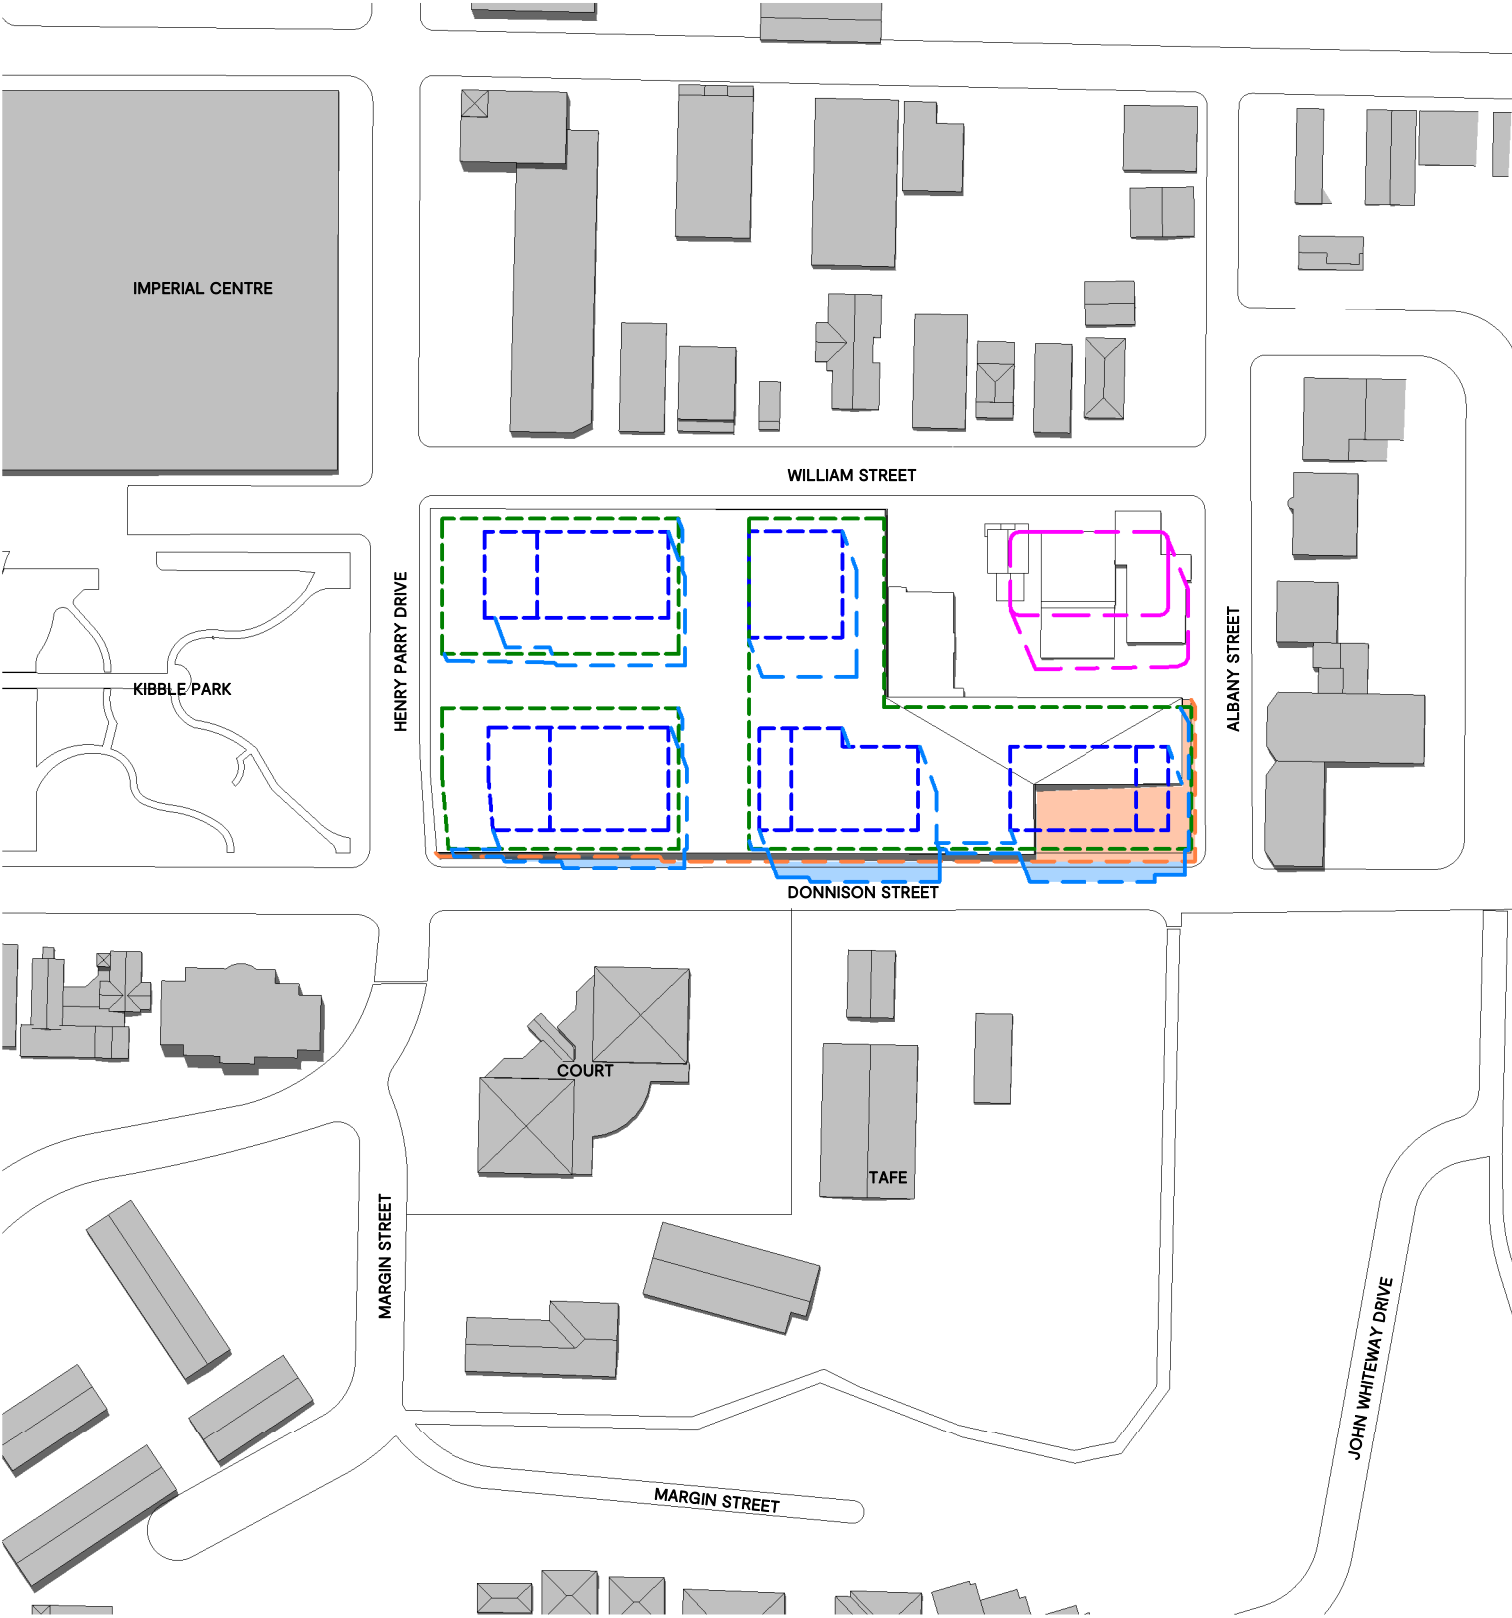 IMPERIAL CENTRE
WILLIAM STREET
HENRY PARRY DRIVE
KIBBLE PARK
ALBANY STREET
DONNISON STREET
COURT
TAFE
MARGIN STREET
JOHN WHITEWAY DRIVE
MARGIN STREET